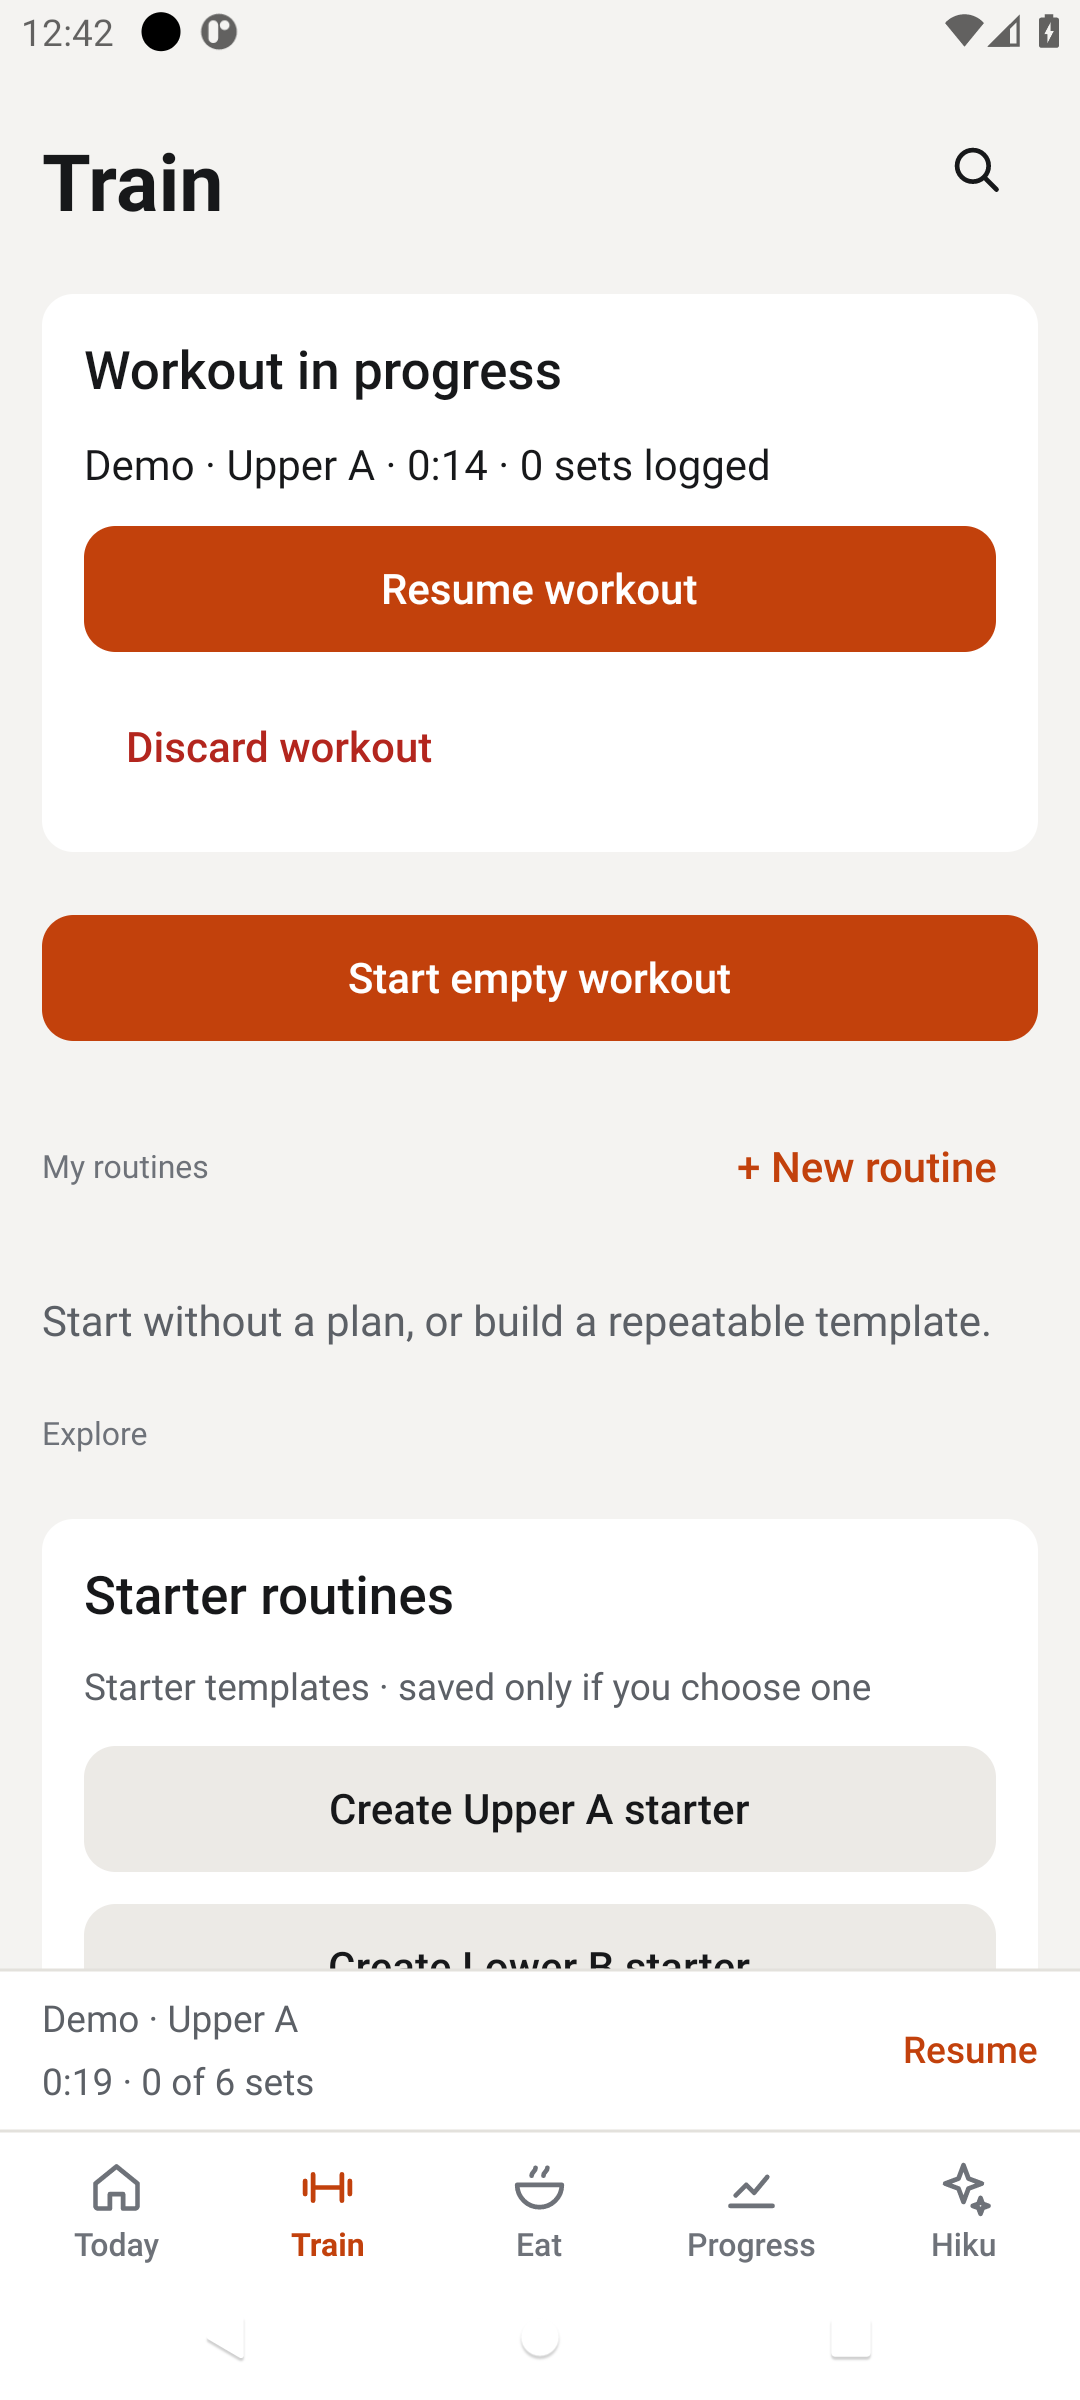 12:42
Train
Workout in progress
Demo · Upper A · 0:14 · 0 sets logged
Resume workout
Discard workout
Start empty workout
My routines
+ New routine
Start without a plan, or build a repeatable template.
Explore
Starter routines
Starter templates · saved only if you choose one
Create Upper A starter
Create Lower B starter
Demo · Upper A
0:19 · 0 of 6 sets
Resume
Today
Train
Eat
Progress
Hiku